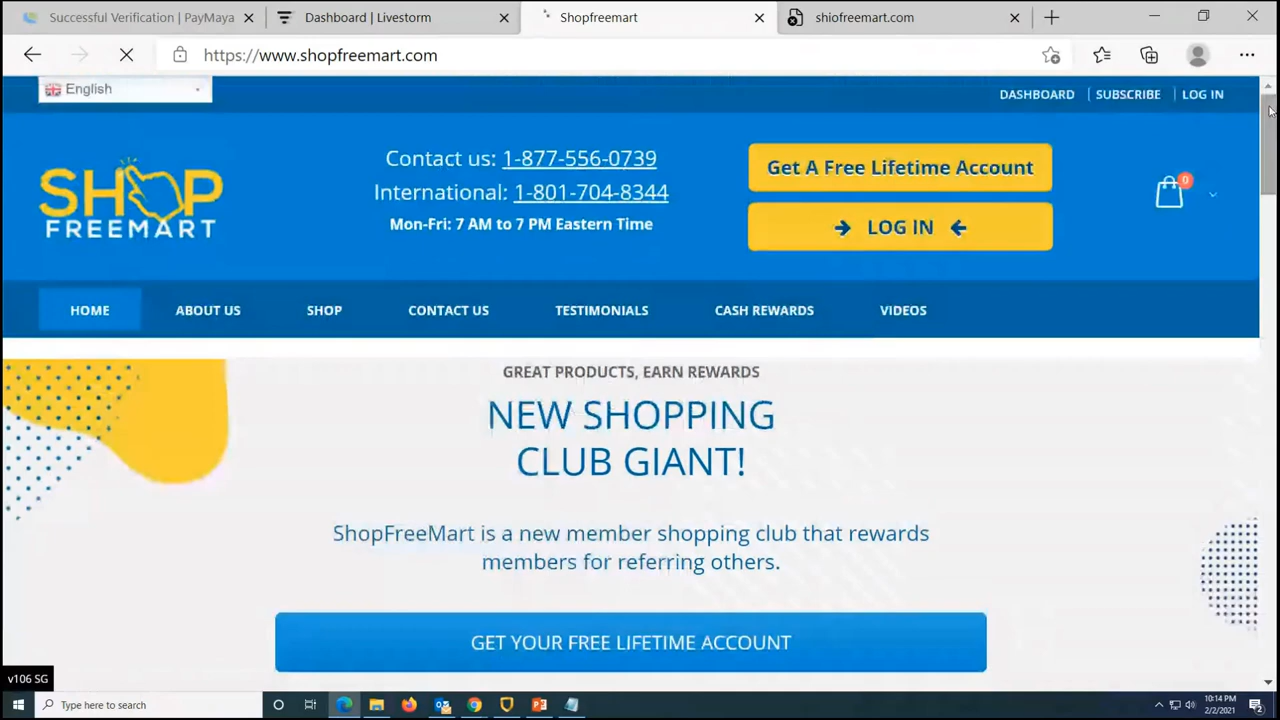 Successful Verification | PayMaya
Dashboard | Livestorm
Shopfreemart
shiofreemart.com
https://www.shopfreemart.com
English
DASHBOARD | SUBSCRIBE | LOG IN
SHOP
FREEMART
Contact us: 1-877-556-0739
International: 1-801-704-8344
Mon-Fri: 7 AM to 7 PM Eastern Time
Get A Free Lifetime Account
LOG IN
0
HOME
ABOUT US
SHOP
CONTACT US
TESTIMONIALS
CASH REWARDS
VIDEOS
GREAT PRODUCTS, EARN REWARDS
NEW SHOPPING
CLUB GIANT!
ShopFreeMart is a new member shopping club that rewards
members for referring others.
GET YOUR FREE LIFETIME ACCOUNT
v106 SG
Type here to search
10:14 PM
2/2/2021